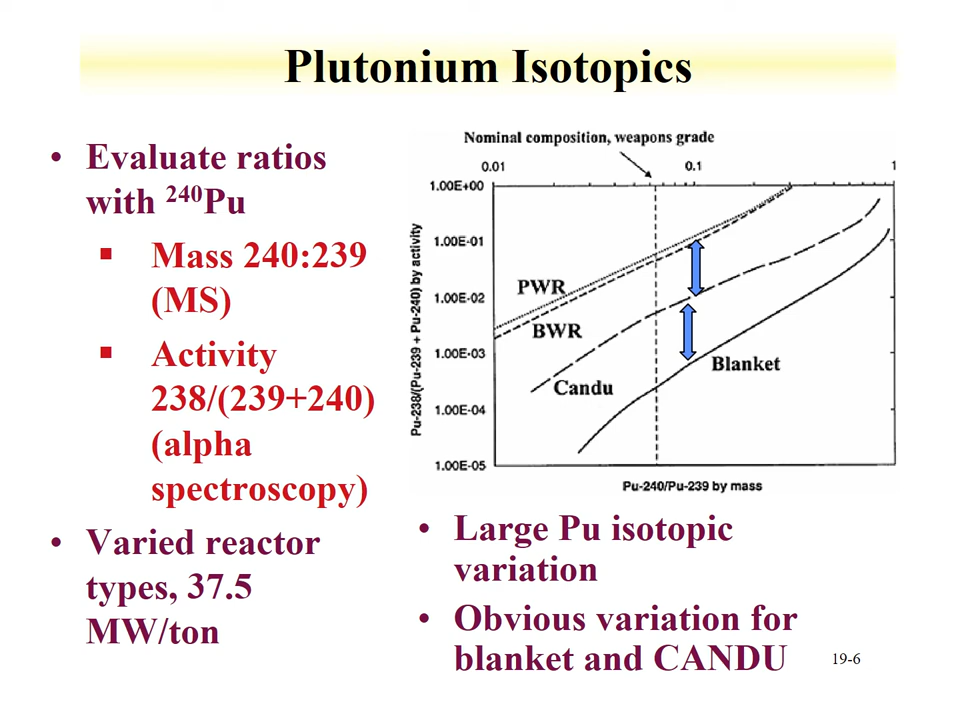 Plutonium Isotopics
• Evaluate ratios
with ²⁴⁰Pu
▪ Mass 240:239
(MS)
▪ Activity
238/(239+240)
(alpha
spectroscopy)
• Varied reactor
types, 37.5
MW/ton
Nominal composition, weapons grade
0.01 0.1 1
1.00E+00
1.00E-01
1.00E-02
1.00E-03
1.00E-04
1.00E-05
Pu-238/(Pu-239 + Pu-240) by activity
PWR
BWR
Candu
Blanket
Pu-240/Pu-239 by mass
• Large Pu isotopic
variation
• Obvious variation for
blanket and CANDU
19-6